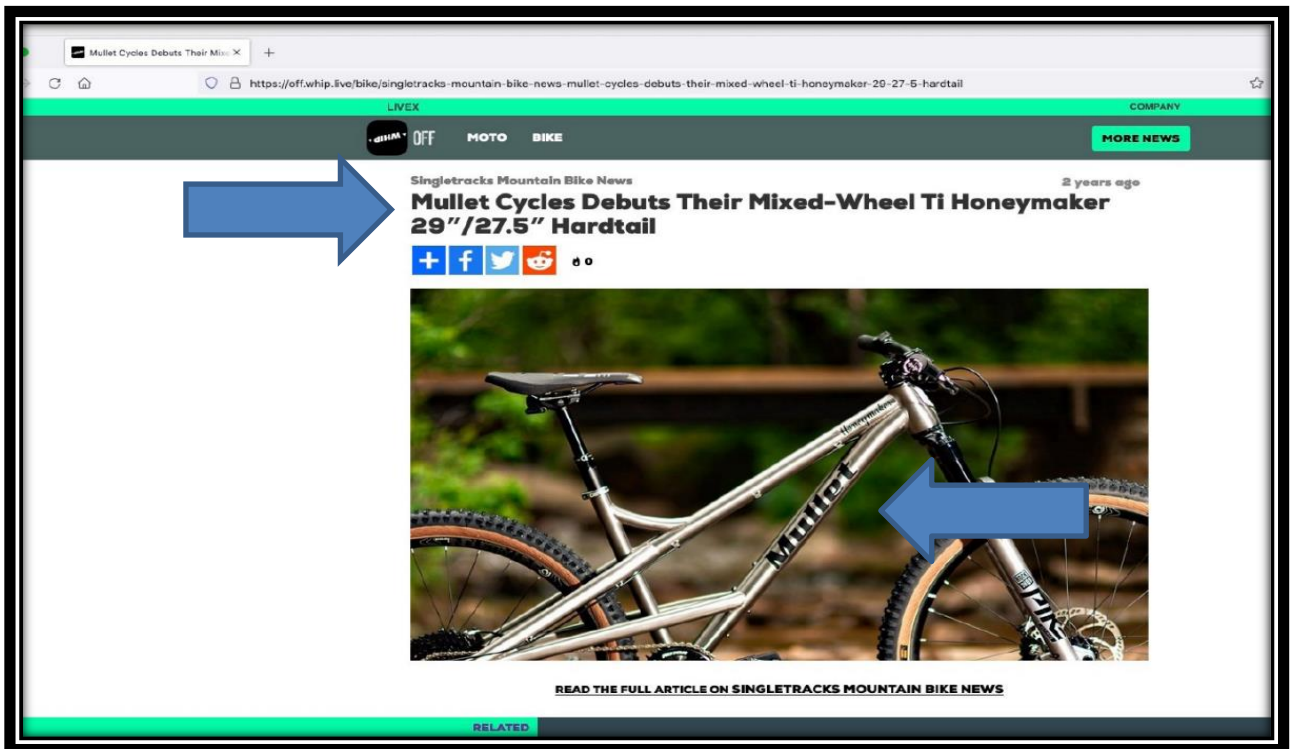 Mullet Cycles Debuts Their Mix
https://off.whip.live/bike/singletracks-mountain-bike-news-mullet-cycles-debuts-their-mixed-wheel-ti-honeymaker-29-27-5-hardtail
LIVEX COMPANY
WHIP OFF MOTO BIKE MORE NEWS
Singletracks Mountain Bike News 2 years ago
Mullet Cycles Debuts Their Mixed-Wheel Ti Honeymaker
29″/27.5″ Hardtail
0
Honeymaker
Mullet
READ THE FULL ARTICLE ON SINGLETRACKS MOUNTAIN BIKE NEWS
RELATED